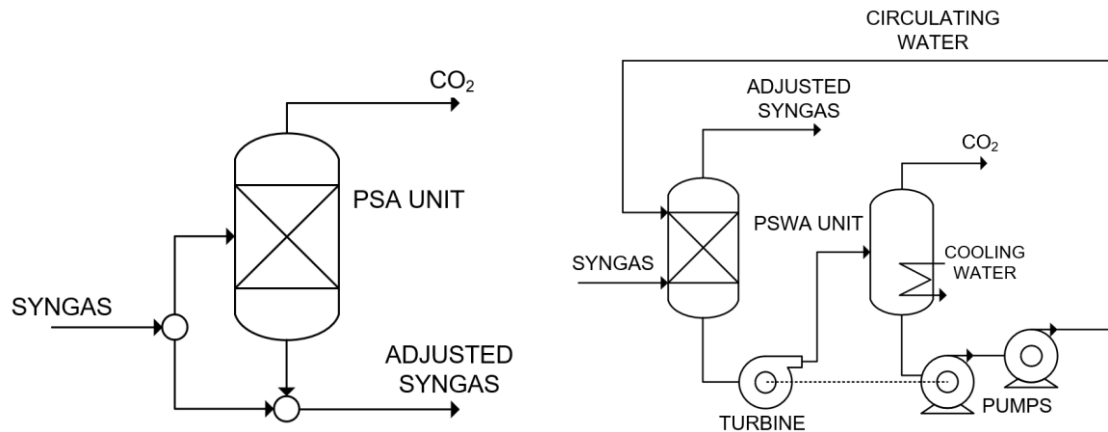 CO₂
PSA UNIT
SYNGAS
ADJUSTED
SYNGAS
CIRCULATING
WATER
ADJUSTED
SYNGAS
CO₂
PSWA UNIT
SYNGAS
COOLING
WATER
TURBINE
PUMPS